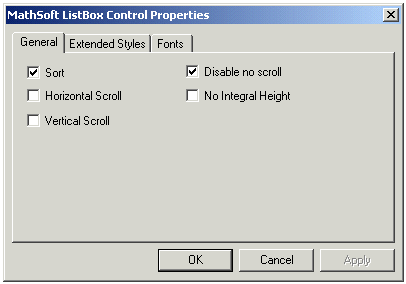 MathSoft ListBox Control Properties
General Extended Styles Fonts
Sort Disable no scroll
Horizontal Scroll No Integral Height
Vertical Scroll
OK Cancel Apply